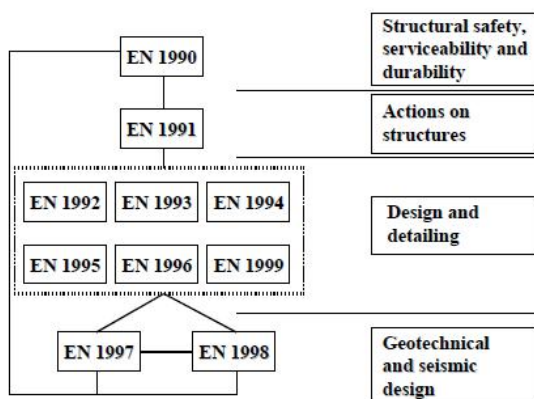 Structural safety,
serviceability and
durability
EN 1990
Actions on
structures
EN 1991
EN 1992 EN 1993 EN 1994
Design and
detailing
EN 1995 EN 1996 EN 1999
EN 1997 EN 1998
Geotechnical
and seismic
design